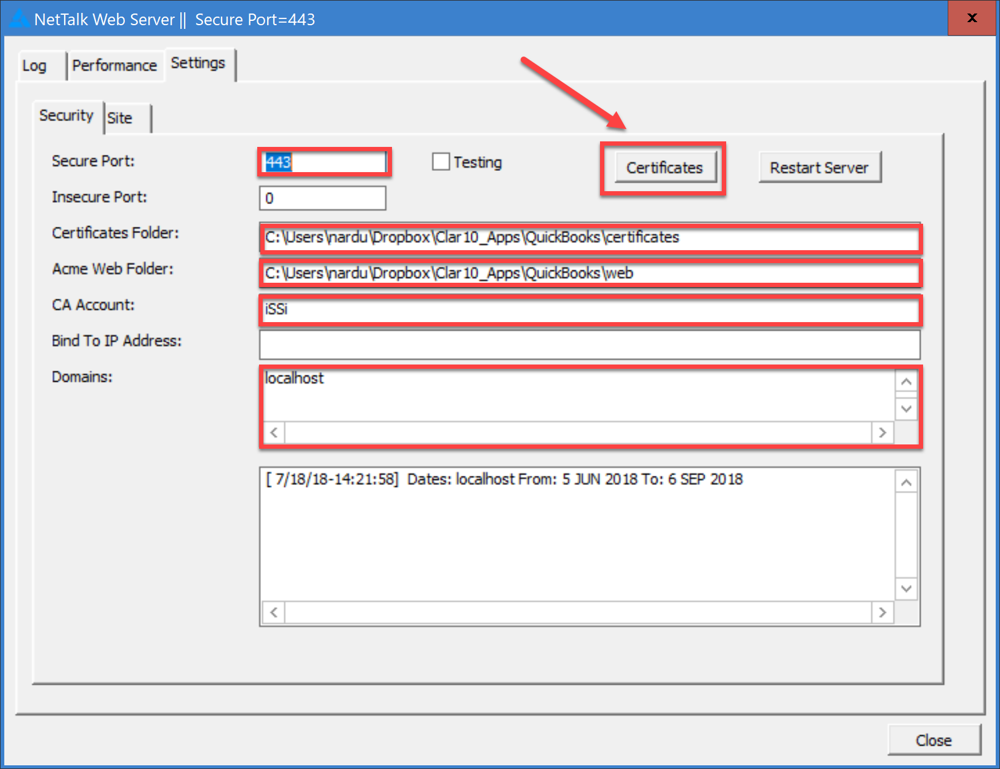 NetTalk Web Server || Secure Port=443
x
Log
Performance
Settings
Security
Site
Secure Port:
443
Testing
Certificates
Restart Server
Insecure Port:
0
Certificates Folder:
C:\Users\nardu\Dropbox\Clar10_Apps\QuickBooks\certificates
Acme Web Folder:
C:\Users\nardu\Dropbox\Clar10_Apps\QuickBooks\web
CA Account:
iSSi
Bind To IP Address:
Domains:
localhost
[ 7/18/18-14:21:58] Dates: localhost From: 5 JUN 2018 To: 6 SEP 2018
Close